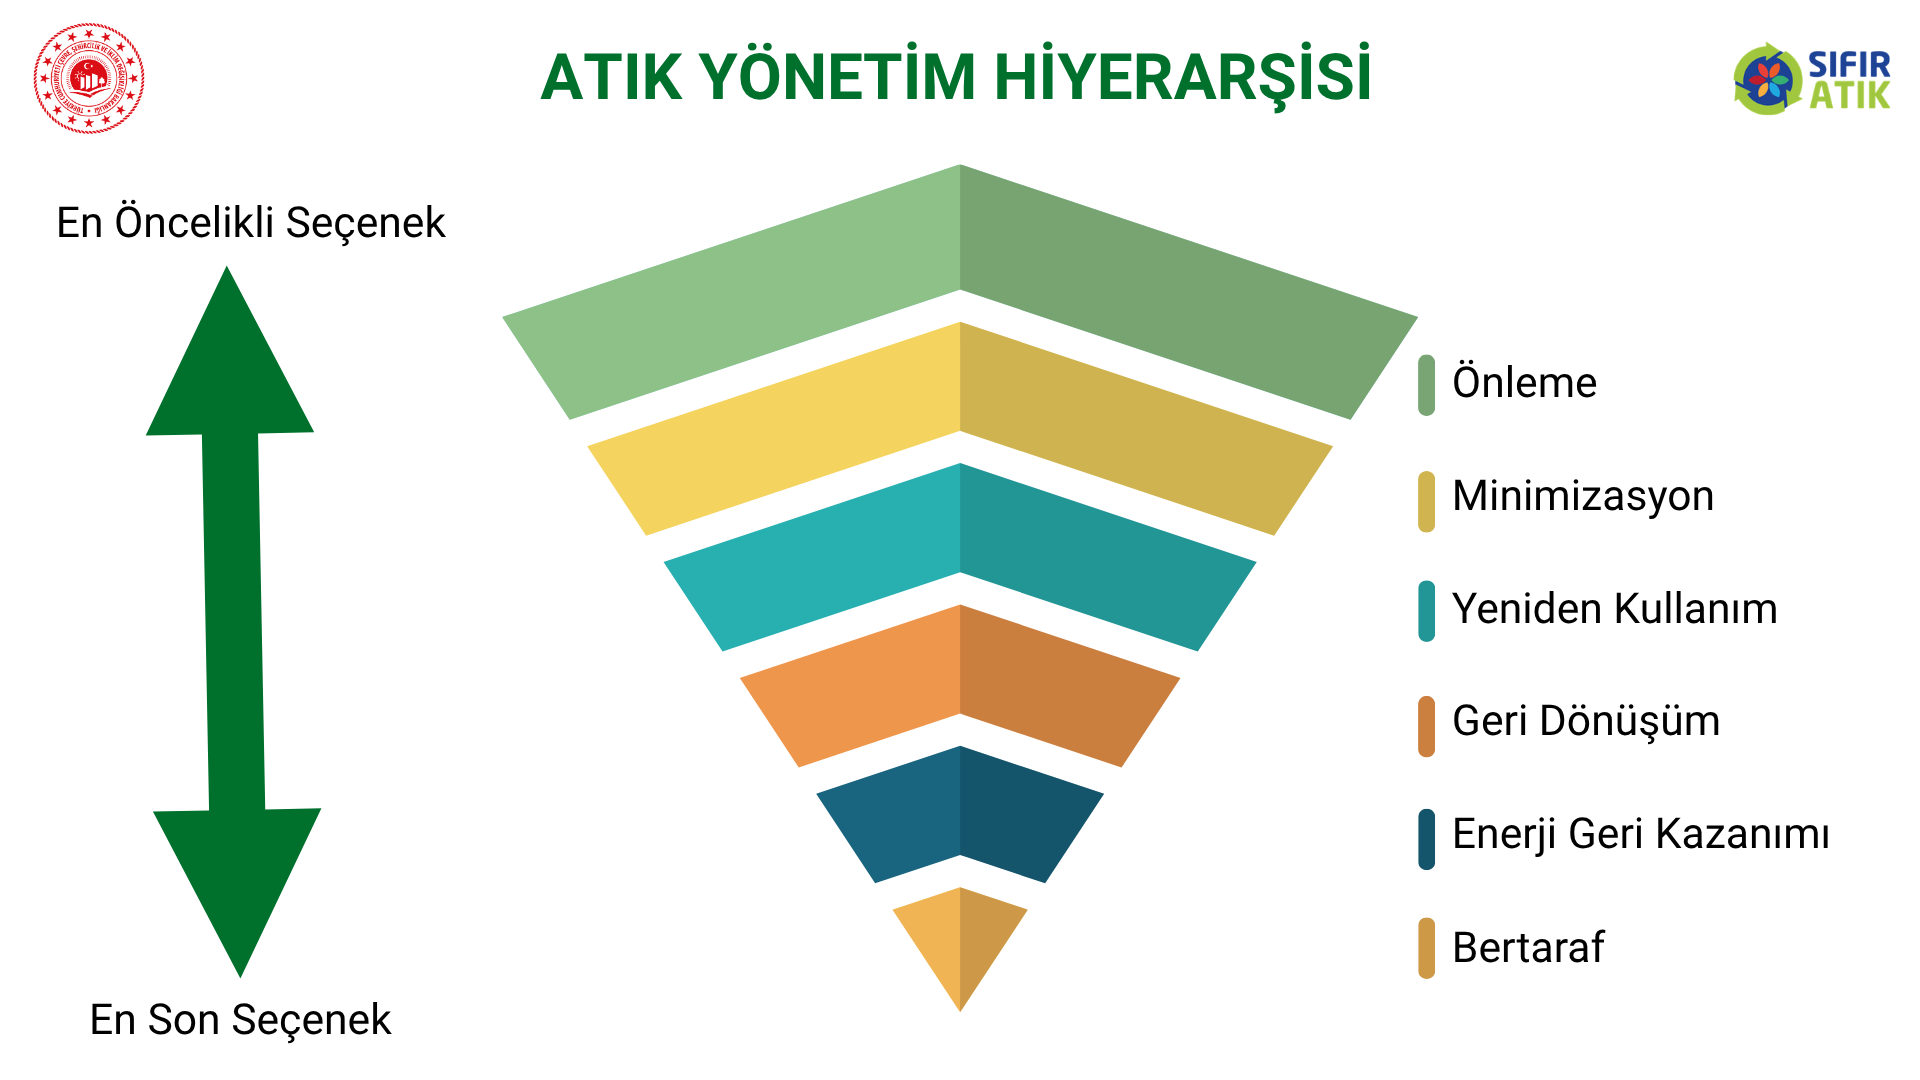 ATIK YÖNETİM HİYERARŞİSİ
SIFIR
ATIK
En Öncelikli Seçenek
Önleme
Minimizasyon
Yeniden Kullanım
Geri Dönüşüm
Enerji Geri Kazanımı
Bertaraf
En Son Seçenek